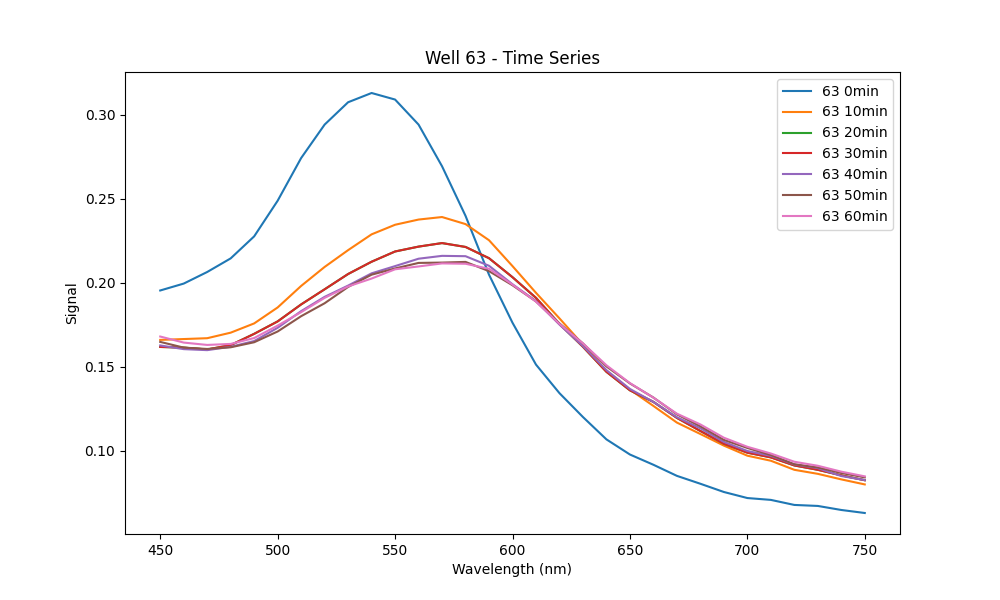 Well 63 - Time Series
63 0min
63 10min
63 20min
63 30min
63 40min
63 50min
63 60min
Signal
0.30
0.25
0.20
0.15
0.10
450 500 550 600 650 700 750
Wavelength (nm)